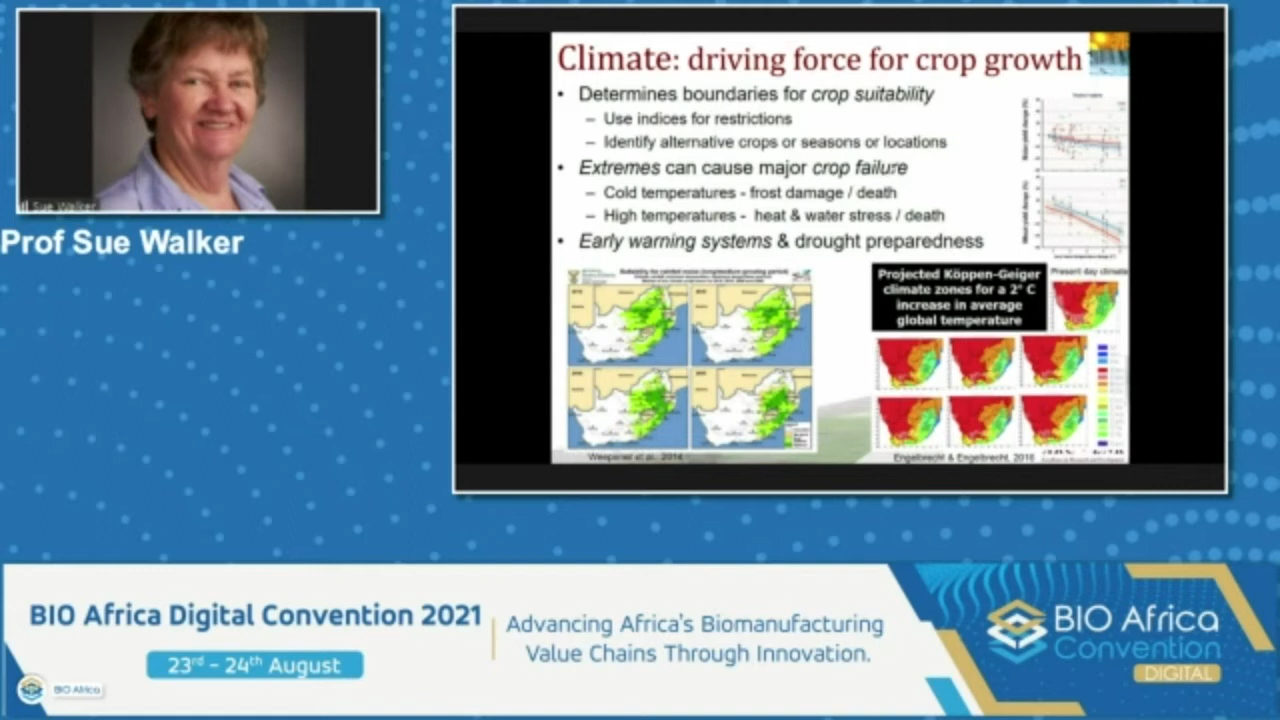 Sue Walker
Prof Sue Walker
Climate: driving force for crop growth
• Determines boundaries for crop suitability
– Use indices for restrictions
– Identify alternative crops or seasons or locations
• Extremes can cause major crop failure
– Cold temperatures - frost damage / death
– High temperatures - heat & water stress / death
• Early warning systems & drought preparedness
Projected Köppen-Geiger
climate zones for a 2° C
increase in average
global temperature
Present day climate
Engelbrecht & Engelbrecht, 2016
BIO Africa Digital Convention 2021
23rd – 24th August
Advancing Africa's Biomanufacturing
Value Chains Through Innovation.
BIO Africa
Convention
DIGITAL
BIO Africa